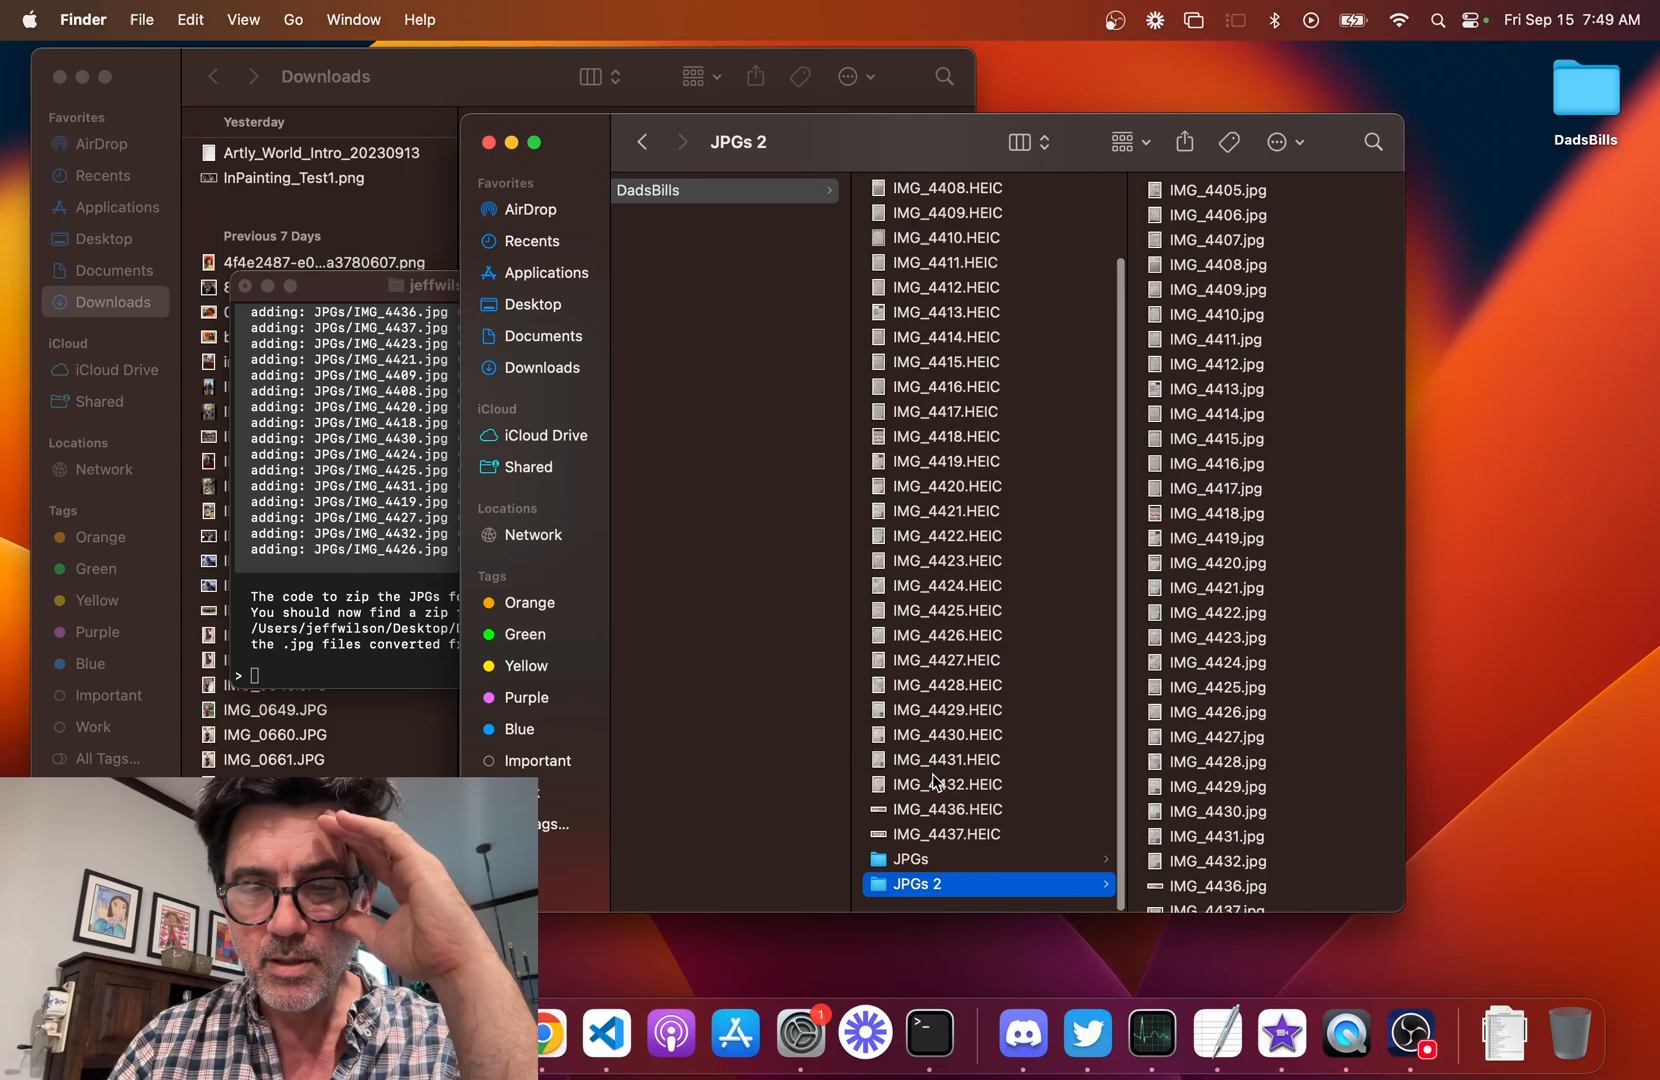 Finder File Edit View Go Window Help
Fri Sep 15 7:49 AM
DadsBills
Downloads
Favorites
AirDrop
Recents
Applications
Desktop
Documents
Downloads
iCloud
iCloud Drive
Shared
Locations
Network
Tags
Orange
Green
Yellow
Purple
Blue
Important
Work
All Tags...
Yesterday
Artly_World_Intro_20230913
InPainting_Test1.png
Previous 7 Days
4f4e2487-e0...a3780607.png
IMG_0649.JPG
IMG_0660.JPG
IMG_0661.JPG
adding: JPGs/IMG_4436.jpg
adding: JPGs/IMG_4437.jpg
adding: JPGs/IMG_4423.jpg
adding: JPGs/IMG_4421.jpg
adding: JPGs/IMG_4409.jpg
adding: JPGs/IMG_4408.jpg
adding: JPGs/IMG_4420.jpg
adding: JPGs/IMG_4418.jpg
adding: JPGs/IMG_4430.jpg
adding: JPGs/IMG_4424.jpg
adding: JPGs/IMG_4425.jpg
adding: JPGs/IMG_4431.jpg
adding: JPGs/IMG_4419.jpg
adding: JPGs/IMG_4427.jpg
adding: JPGs/IMG_4432.jpg
adding: JPGs/IMG_4426.jpg
The code to zip the JPGs
You should now find a zip
/Users/jeffwilson/Desktop/
the .jpg files converted
>
JPGs 2
Favorites
AirDrop
Recents
Applications
Desktop
Documents
Downloads
iCloud
iCloud Drive
Shared
Locations
Network
Tags
Orange
Green
Yellow
Purple
Blue
Important
DadsBills
IMG_4408.HEIC
IMG_4409.HEIC
IMG_4410.HEIC
IMG_4411.HEIC
IMG_4412.HEIC
IMG_4413.HEIC
IMG_4414.HEIC
IMG_4415.HEIC
IMG_4416.HEIC
IMG_4417.HEIC
IMG_4418.HEIC
IMG_4419.HEIC
IMG_4420.HEIC
IMG_4421.HEIC
IMG_4422.HEIC
IMG_4423.HEIC
IMG_4424.HEIC
IMG_4425.HEIC
IMG_4426.HEIC
IMG_4427.HEIC
IMG_4428.HEIC
IMG_4429.HEIC
IMG_4430.HEIC
IMG_4431.HEIC
IMG_4432.HEIC
IMG_4436.HEIC
IMG_4437.HEIC
JPGs
JPGs 2
IMG_4405.jpg
IMG_4406.jpg
IMG_4407.jpg
IMG_4408.jpg
IMG_4409.jpg
IMG_4410.jpg
IMG_4411.jpg
IMG_4412.jpg
IMG_4413.jpg
IMG_4414.jpg
IMG_4415.jpg
IMG_4416.jpg
IMG_4417.jpg
IMG_4418.jpg
IMG_4419.jpg
IMG_4420.jpg
IMG_4421.jpg
IMG_4422.jpg
IMG_4423.jpg
IMG_4424.jpg
IMG_4425.jpg
IMG_4426.jpg
IMG_4427.jpg
IMG_4428.jpg
IMG_4429.jpg
IMG_4430.jpg
IMG_4431.jpg
IMG_4432.jpg
IMG_4436.jpg
IMG_4437.jpg
1